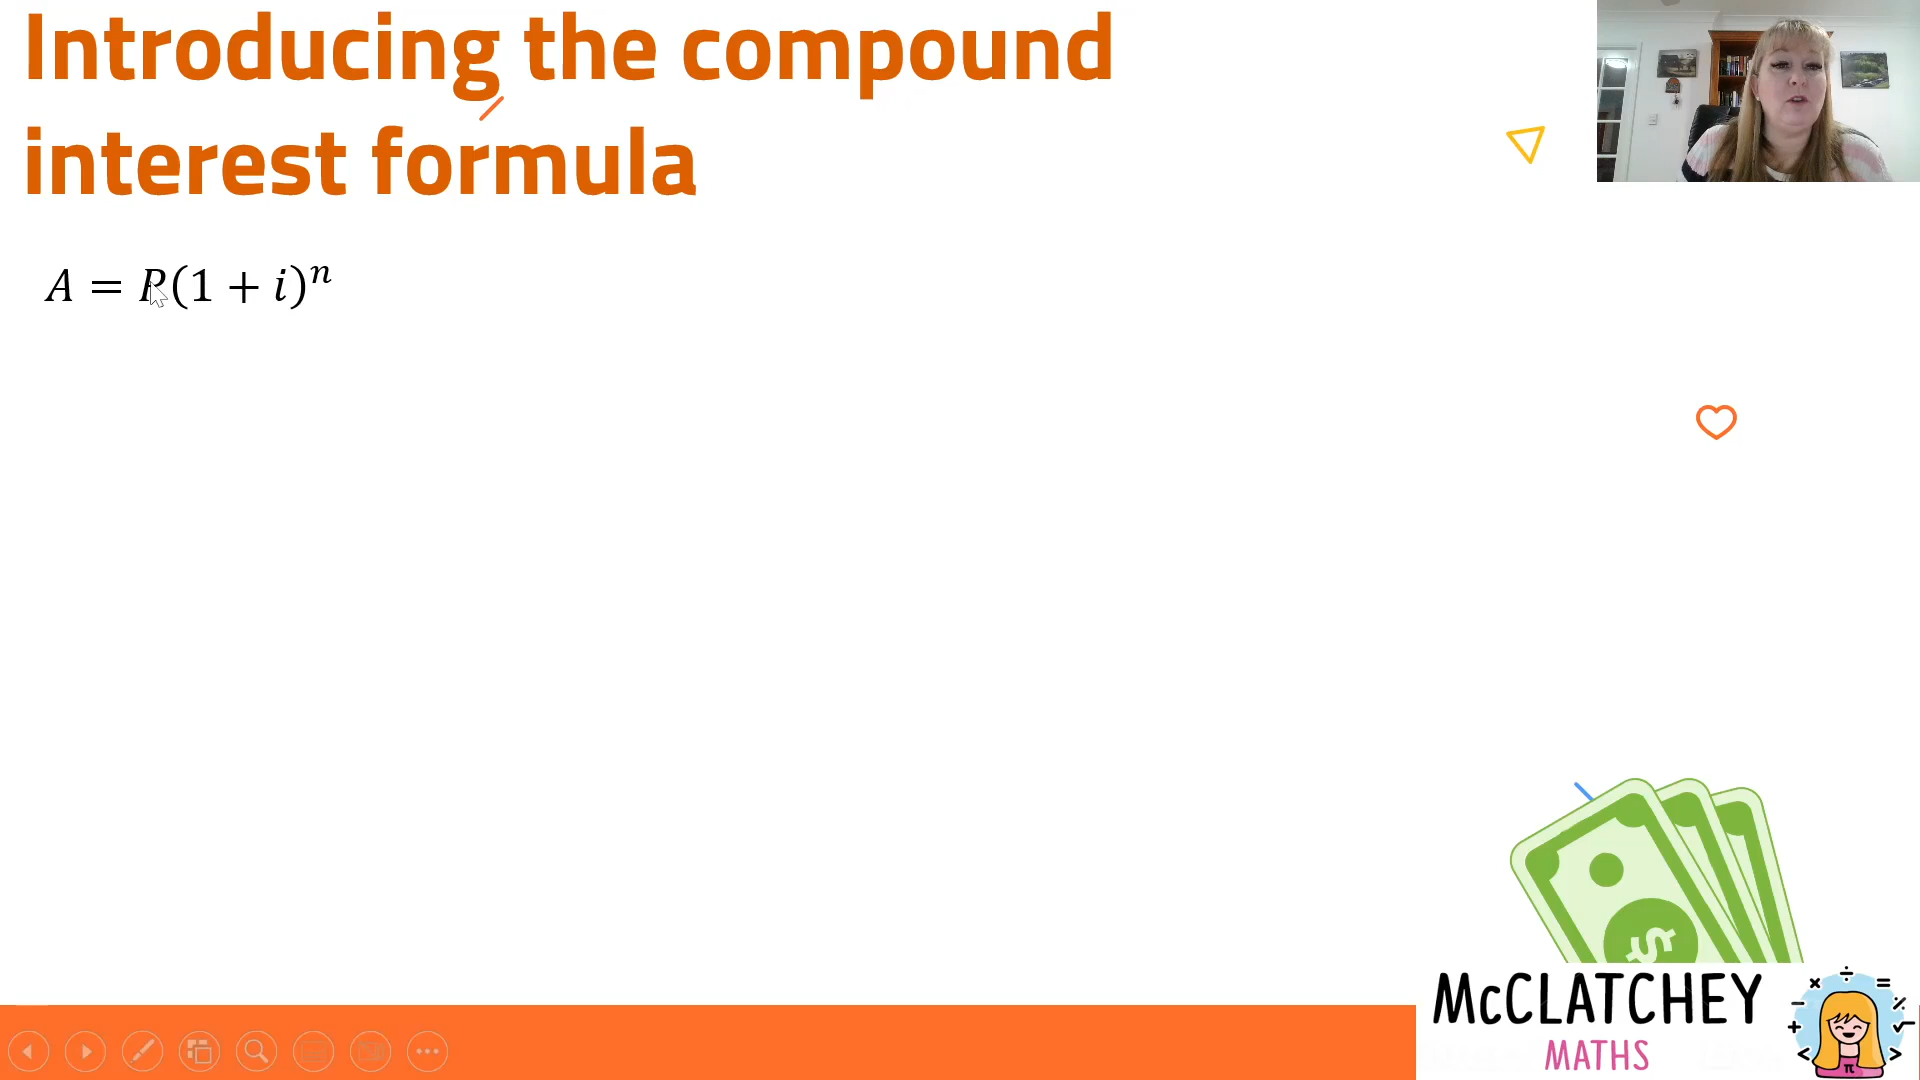 Introducing the compound
interest formula
A = P(1 + i)ⁿ
$
McCLATCHEY
MATHS